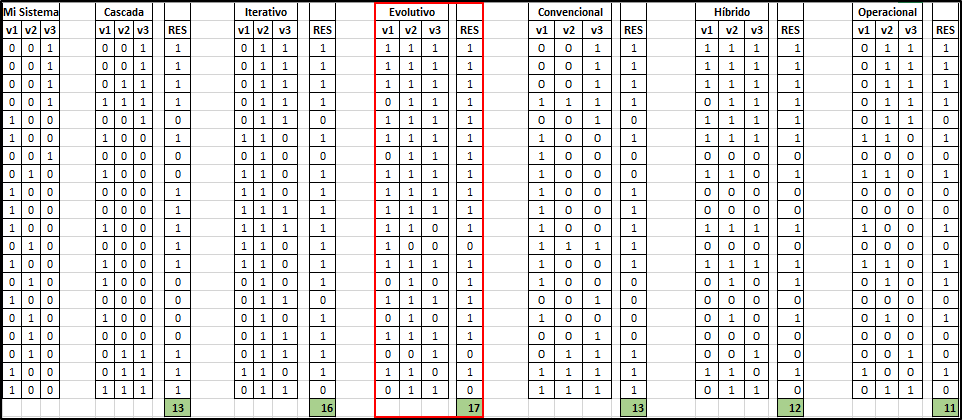 Mi Sistema Cascada Iterativo Evolutivo Convencional Híbrido Operacional
v1 v2 v3 v1 v2 v3 RES v1 v2 v3 RES v1 v2 v3 RES v1 v2 v3 RES v1 v2 v3 RES v1 v2 v3 RES
0 0 1 0 0 1 1 0 1 1 1 1 1 1 1 0 0 1 1 1 1 1 1 0 1 1 1
0 0 1 0 0 1 1 0 1 1 1 1 1 1 1 0 0 1 1 1 1 1 1 0 1 1 1
0 0 1 0 1 1 1 0 1 1 1 1 1 1 1 0 0 1 1 1 1 1 1 0 1 1 1
0 0 1 1 1 1 1 0 1 1 1 0 1 1 1 1 1 1 1 0 1 1 1 0 1 1 1
1 0 0 0 0 1 0 0 1 1 0 1 1 1 1 0 0 1 0 1 1 1 1 0 1 1 0
1 0 0 1 0 0 1 1 1 0 1 1 1 1 1 1 0 0 1 1 1 1 1 1 1 0 1
0 0 1 0 0 0 0 0 1 0 0 0 1 1 1 1 0 0 0 0 0 0 0 0 0 0 0
0 1 0 1 0 0 0 1 1 0 1 1 1 1 1 1 0 0 0 1 1 0 1 1 1 0 1
1 0 0 1 0 0 1 1 1 1 1 1 1 1 1 1 0 0 1 0 0 0 0 0 0 0 0
1 0 0 1 1 1 1 1 1 1 1 1 1 1 1 1 0 0 1 0 0 0 0 0 0 0 0
1 0 0 1 0 0 1 1 1 1 1 1 1 0 1 1 0 0 1 1 1 1 1 1 0 0 1
0 1 0 0 1 1 1 1 1 0 1 1 0 0 0 1 1 1 1 0 0 0 0 0 0 0 0
1 0 0 1 0 0 1 1 1 0 1 1 1 1 1 1 0 0 1 1 1 1 1 1 1 0 1
0 1 0 1 0 0 0 0 1 1 1 0 1 1 1 1 0 0 0 1 1 0 1 1 0 0 0
1 0 0 0 0 0 0 0 1 1 0 1 1 0 1 0 0 1 0 0 0 0 0 0 0 0 0
0 1 0 1 0 0 0 0 1 1 1 1 1 0 1 1 0 0 0 1 1 0 1 1 1 0 1
0 1 0 0 0 0 0 0 1 1 1 1 1 1 1 0 0 1 0 0 0 0 0 0 0 0 0
0 1 0 0 1 1 1 0 1 1 1 0 0 1 0 0 1 1 1 0 0 1 0 0 0 1 0
1 0 0 1 0 0 1 1 1 0 1 1 1 0 1 1 1 1 1 1 1 0 1 1 1 0 1
1 0 0 1 1 1 1 0 1 1 0 0 1 1 0 1 1 1 1 0 1 1 0 0 1 1 0
13 16 17 13 12 11